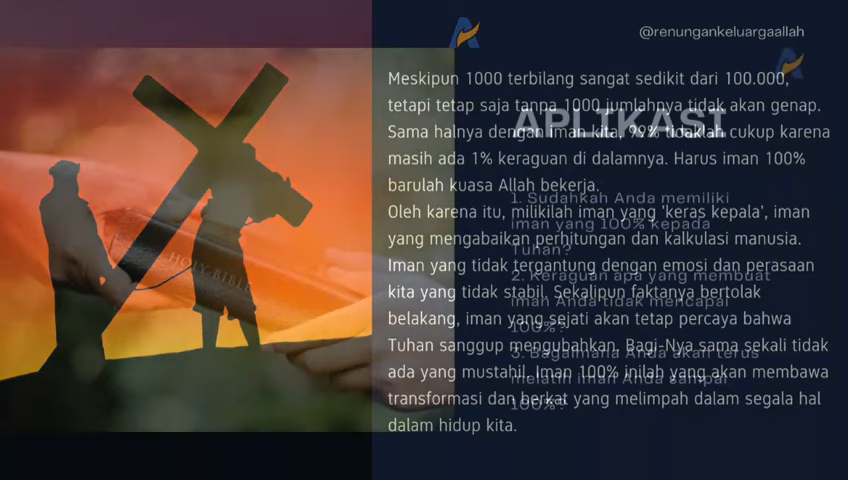 @renungankeluargaallah
Meskipun 1000 terbilang sangat sedikit dari 100.000,
tetapi tetap saja tanpa 1000 jumlahnya tidak akan genap.
Sama halnya dengan iman kita, 99% tidaklah cukup karena
masih ada 1% keraguan di dalamnya. Harus iman 100%
barulah kuasa Allah bekerja.
Oleh karena itu, milikilah iman yang 'keras kepala', iman
yang mengabaikan perhitungan dan kalkulasi manusia.
Iman yang tidak tergantung dengan emosi dan perasaan
kita yang tidak stabil. Sekalipun faktanya bertolak
belakang, iman yang sejati akan tetap percaya bahwa
Tuhan sanggup mengubahkan. Bagi-Nya sama sekali tidak
ada yang mustahil. Iman 100% inilah yang akan membawa
transformasi dan berkat yang melimpah dalam segala hal
dalam hidup kita.
APLIKASI
1. Sudahkah Anda memiliki
iman yang 100% kepada
Tuhan?
2. Keraguan apa yang membuat
iman Anda tidak mencapai
100%?
3. Bagaimana Anda akan terus
melatih iman Anda sampai
100%?
HOLY BIBLE